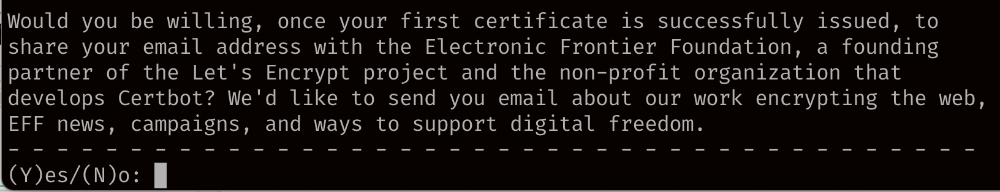 Would you be willing, once your first certificate is successfully issued, to
share your email address with the Electronic Frontier Foundation, a founding
partner of the Let's Encrypt project and the non-profit organization that
develops Certbot? We'd like to send you email about our work encrypting the web,
EFF news, campaigns, and ways to support digital freedom.
- - - - - - - - - - - - - - - - - - - - - - - - - - - - - - - - - - - - - - - -
(Y)es/(N)o: